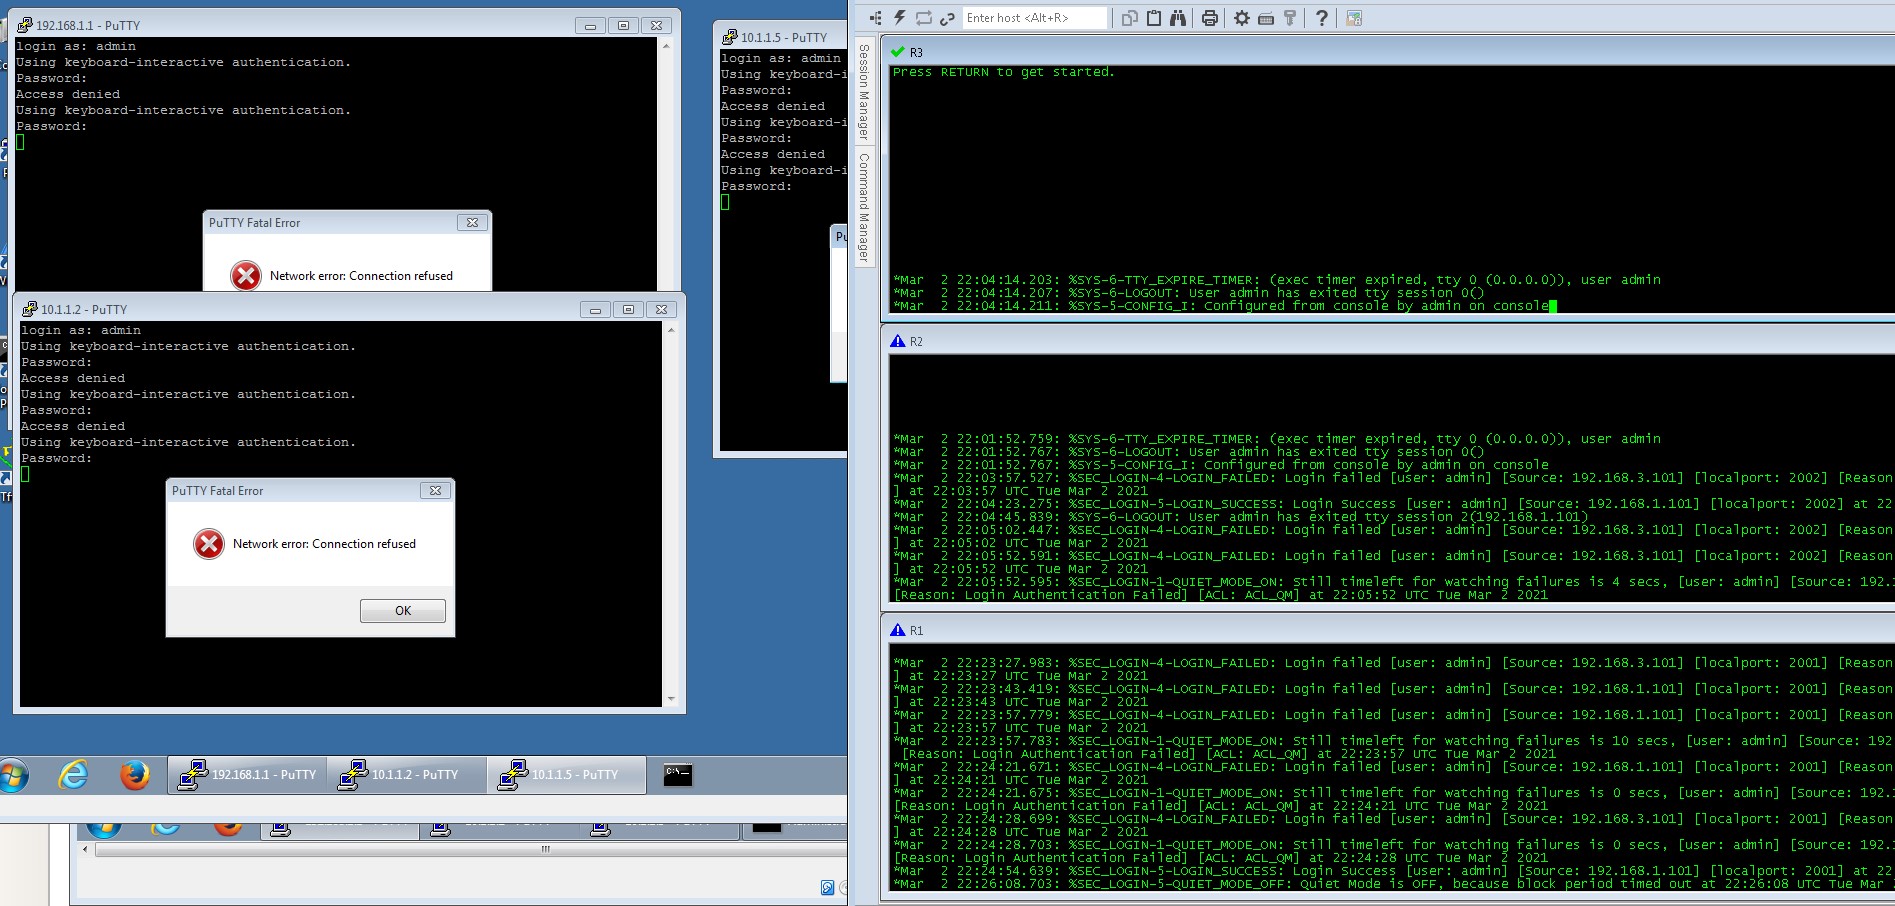 192.168.1.1 - PuTTY
login as: admin
Using keyboard-interactive authentication.
Password:
Access denied
Using keyboard-interactive authentication.
Password:
PuTTY Fatal Error
Network error: Connection refused
10.1.1.2 - PuTTY
login as: admin
Using keyboard-interactive authentication.
Password:
Access denied
Using keyboard-interactive authentication.
Password:
Access denied
Using keyboard-interactive authentication.
Password:
PuTTY Fatal Error
Network error: Connection refused
OK
10.1.1.5 - PuTTY
login as: admin
Using keyboard-i
Password:
Access denied
Using keyboard-i
Password:
Access denied
Using keyboard-i
Password:
Pu
192.168.1.1 - PuTTY
10.1.1.2 - PuTTY
10.1.1.5 - PuTTY
Enter host <Alt+R>
Session Manager
Command Manager
R3
Press RETURN to get started.
*Mar  2 22:04:14.203: %SYS-6-TTY_EXPIRE_TIMER: (exec timer expired, tty 0 (0.0.0.0)), user admin
*Mar  2 22:04:14.207: %SYS-6-LOGOUT: User admin has exited tty session 0()
*Mar  2 22:04:14.211: %SYS-5-CONFIG_I: Configured from console by admin on console
R2
*Mar  2 22:01:52.759: %SYS-6-TTY_EXPIRE_TIMER: (exec timer expired, tty 0 (0.0.0.0)), user admin
*Mar  2 22:01:52.767: %SYS-6-LOGOUT: User admin has exited tty session 0()
*Mar  2 22:01:52.767: %SYS-5-CONFIG_I: Configured from console by admin on console
*Mar  2 22:03:57.527: %SEC_LOGIN-4-LOGIN_FAILED: Login failed [user: admin] [Source: 192.168.3.101] [localport: 2002] [Reason
] at 22:03:57 UTC Tue Mar 2 2021
*Mar  2 22:04:23.275: %SEC_LOGIN-5-LOGIN_SUCCESS: Login Success [user: admin] [Source: 192.168.1.101] [localport: 2002] at 22
*Mar  2 22:04:45.839: %SYS-6-LOGOUT: User admin has exited tty session 2(192.168.1.101)
*Mar  2 22:05:02.447: %SEC_LOGIN-4-LOGIN_FAILED: Login failed [user: admin] [Source: 192.168.3.101] [localport: 2002] [Reason
] at 22:05:02 UTC Tue Mar 2 2021
*Mar  2 22:05:52.591: %SEC_LOGIN-4-LOGIN_FAILED: Login failed [user: admin] [Source: 192.168.3.101] [localport: 2002] [Reason
] at 22:05:52 UTC Tue Mar 2 2021
*Mar  2 22:05:52.595: %SEC_LOGIN-1-QUIET_MODE_ON: Still timeleft for watching failures is 4 secs, [user: admin] [Source: 192.1
[Reason: Login Authentication Failed] [ACL: ACL_QM] at 22:05:52 UTC Tue Mar 2 2021
R1
*Mar  2 22:23:27.983: %SEC_LOGIN-4-LOGIN_FAILED: Login failed [user: admin] [Source: 192.168.3.101] [localport: 2001] [Reason
] at 22:23:27 UTC Tue Mar 2 2021
*Mar  2 22:23:43.419: %SEC_LOGIN-4-LOGIN_FAILED: Login failed [user: admin] [Source: 192.168.1.101] [localport: 2001] [Reason
] at 22:23:43 UTC Tue Mar 2 2021
*Mar  2 22:23:57.779: %SEC_LOGIN-4-LOGIN_FAILED: Login failed [user: admin] [Source: 192.168.1.101] [localport: 2001] [Reason
*Mar  2 22:23:57.783: %SEC_LOGIN-1-QUIET_MODE_ON: Still timeleft for watching failures is 10 secs, [user: admin] [Source: 192
[Reason: Login Authentication Failed] [ACL: ACL_QM] at 22:23:57 UTC Tue Mar 2 2021
*Mar  2 22:24:21.671: %SEC_LOGIN-4-LOGIN_FAILED: Login failed [user: admin] [Source: 192.168.1.101] [localport: 2001] [Reason
] at 22:24:21 UTC Tue Mar 2 2021
*Mar  2 22:24:21.675: %SEC_LOGIN-1-QUIET_MODE_ON: Still timeleft for watching failures is 0 secs, [user: admin] [Source: 192.1
[Reason: Login Authentication Failed] [ACL: ACL_QM] at 22:24:21 UTC Tue Mar 2 2021
*Mar  2 22:24:28.699: %SEC_LOGIN-4-LOGIN_FAILED: Login failed [user: admin] [Source: 192.168.1.101] [localport: 2001] [Reason
] at 22:24:28 UTC Tue Mar 2 2021
*Mar  2 22:24:28.703: %SEC_LOGIN-1-QUIET_MODE_ON: Still timeleft for watching failures is 0 secs, [user: admin] [Source: 192.1
[Reason: Login Authentication Failed] [ACL: ACL_QM] at 22:24:28 UTC Tue Mar 2 2021
*Mar  2 22:24:54.639: %SEC_LOGIN-5-LOGIN_SUCCESS: Login Success [user: admin] [Source: 192.168.1.101] [localport: 2001] at 22
*Mar  2 22:26:08.703: %SEC_LOGIN-5-QUIET_MODE_OFF: Quiet Mode is OFF, because block period timed out at 22:26:08 UTC Tue Mar